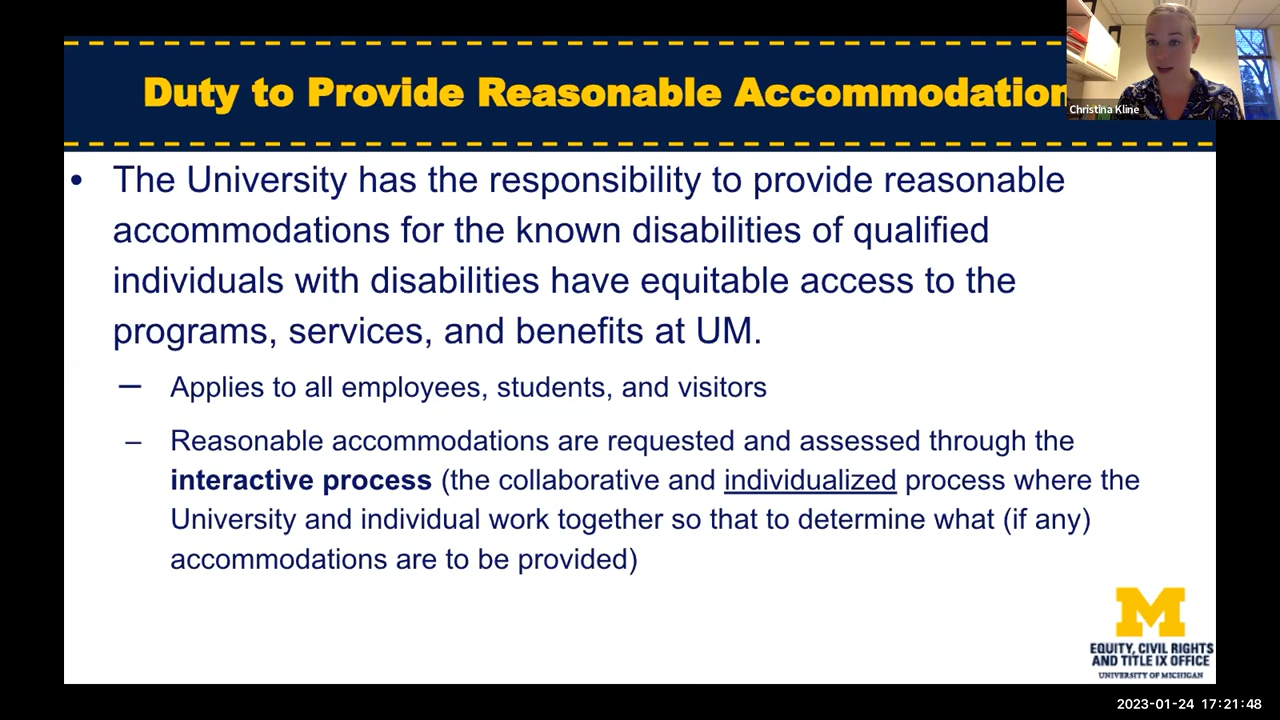 Duty to Provide Reasonable Accommodation
Christina Kline
• The University has the responsibility to provide reasonable
accommodations for the known disabilities of qualified
individuals with disabilities have equitable access to the
programs, services, and benefits at UM.
– Applies to all employees, students, and visitors
– Reasonable accommodations are requested and assessed through the
interactive process (the collaborative and individualized process where the
University and individual work together so that to determine what (if any)
accommodations are to be provided)
M
EQUITY, CIVIL RIGHTS
AND TITLE IX OFFICE
UNIVERSITY OF MICHIGAN
2023-01-24 17:21:48